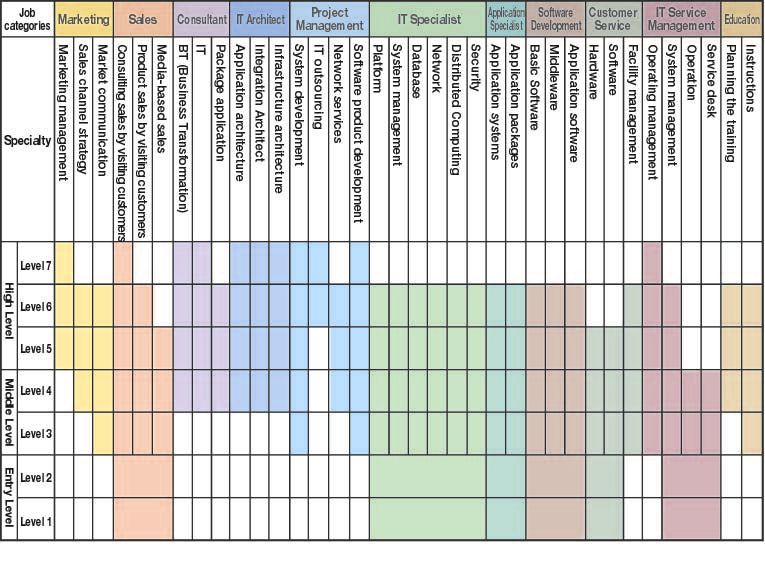 Job
categories
Marketing
Sales
Consultant
IT Architect
Project
Management
IT Specialist
Application
Specialist
Software
Development
Customer
Service
IT Service
Management
Education
Specialty
Marketing management
Sales channel strategy
Market communication
Consulting sales by visiting customers
Product sales by visiting customers
Media-based sales
BT (Business Transformation)
IT
Package application
Application architecture
Integration Architect
Infrastructure architecture
System development
IT outsourcing
Network services
Software product development
Platform
System management
Database
Network
Distributed Computing
Security
Application systems
Application packages
Basic Software
Middleware
Application software
Hardware
Software
Facility management
Operating management
System management
Operation
Service desk
Planning the training
Instructions
High Level
Level 7
Level 6
Level 5
Middle Level
Level 4
Level 3
Entry Level
Level 2
Level 1